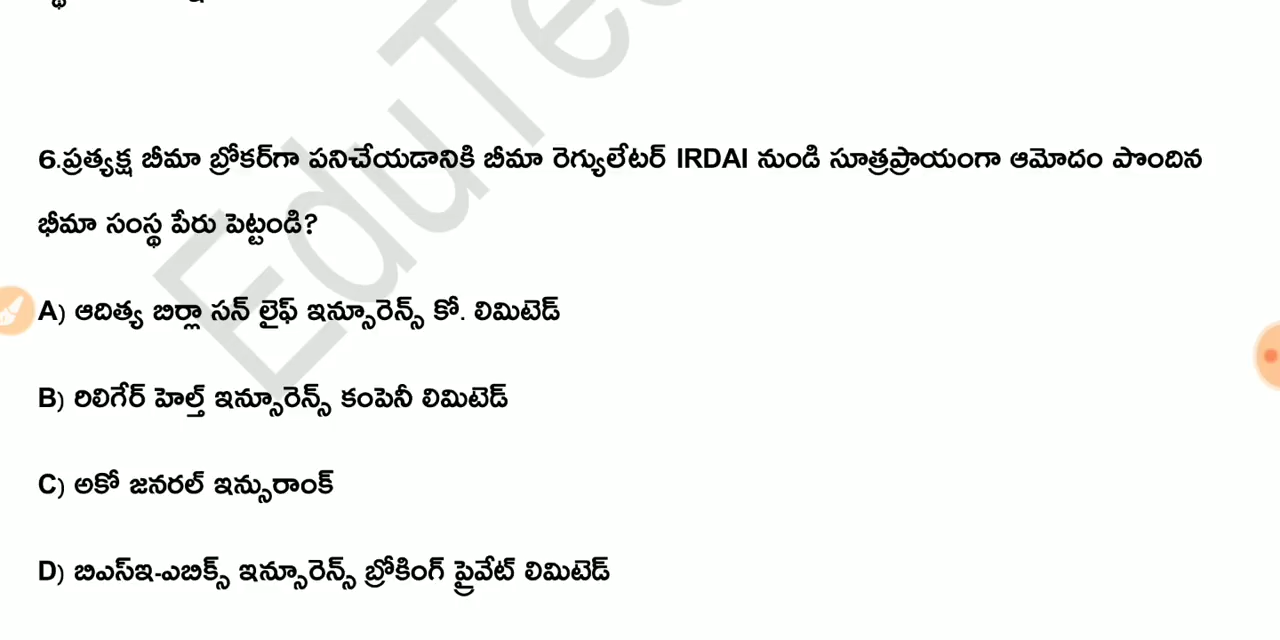 6.ప్రత్యక్ష బీమా బ్రోకర్‌గా పనిచేయడానికి బీమా రెగ్యులేటర్ IRDAI నుండి సూత్రప్రాయంగా ఆమోదం పొందిన
భీమా సంస్థ పేరు పెట్టండి?
A) ఆదిత్య బిర్లా సన్ లైఫ్ ఇన్సూరెన్స్ కో. లిమిటెడ్
B) రిలిగేర్ హెల్త్ ఇన్సూరెన్స్ కంపెనీ లిమిటెడ్
C) అకో జనరల్ ఇన్సురాంక్
D) బిఎస్ఇ-ఎబిక్స్ ఇన్సూరెన్స్ బ్రోకింగ్ ప్రైవేట్ లిమిటెడ్